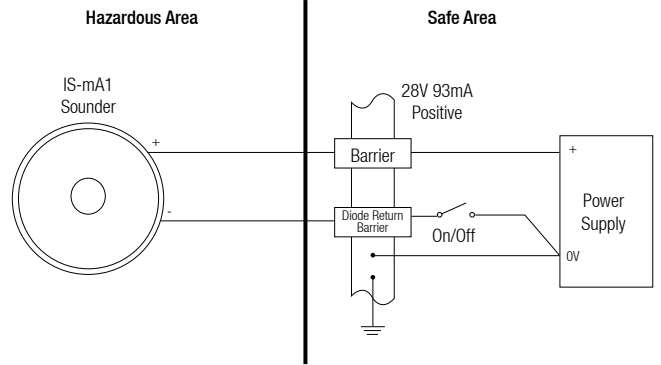 Hazardous Area
Safe Area
IS-mA1
Sounder
28V 93mA
Positive
+
Barrier
+
-
Diode Return
Barrier
On/Off
Power
Supply
0V